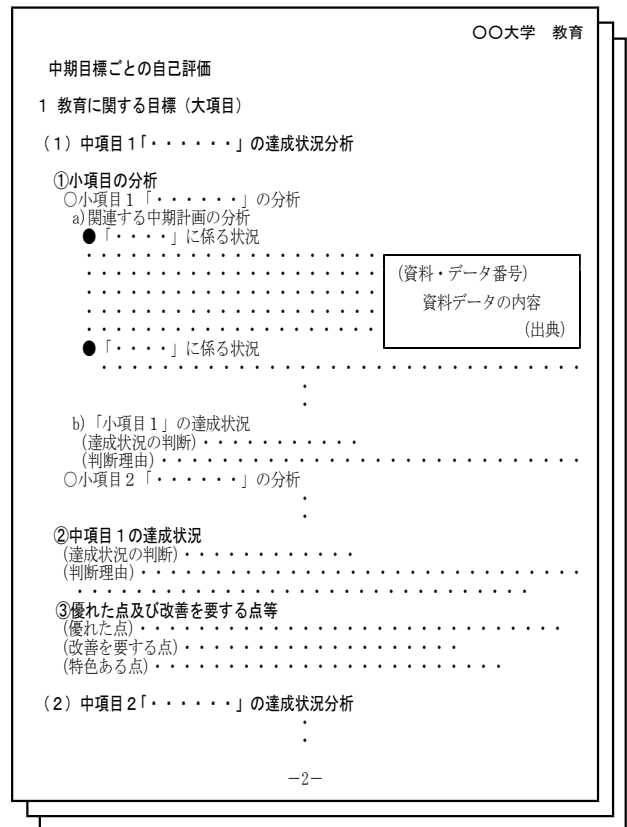 ○○大学 教育
中期目標ごとの自己評価
1 教育に関する目標（大項目）
（1）中項目1「・・・・・・」の達成状況分析
①小項目の分析
○小項目1「・・・・・・」の分析
a)関連する中期計画の分析
●「・・・・」に係る状況
・・・・・・・・・・・・・・・・・・・・
・・・・・・・・・・・・・・・・・・・・
・・・・・・・・・・・・・・・・・・・・
・・・・・・・・・・・・・・・・・・・・
・・・・・・・・・・・・・・・・・・・・
(資料・データ番号)
資料データの内容
(出典)
●「・・・・」に係る状況
・・・・・・・・・・・・・・・・・・・・・・・・・・・・・・・・・
・
・
b)「小項目1」の達成状況
(達成状況の判断)・・・・・・・・・・・
(判断理由)・・・・・・・・・・・・・・・・・・・・・・・・・・・・・
○小項目2「・・・・・・」の分析
・
・
②中項目1の達成状況
(達成状況の判断)・・・・・・・・・・・・
(判断理由)・・・・・・・・・・・・・・・・・・・・・・・・・・・・・・
・・・・・・・・・・・・・・・・・・・・・・・・・・・・・・・
③優れた点及び改善を要する点等
(優れた点)・・・・・・・・・・・・・・・・・・・・・・・・・・・・・
(改善を要する点)・・・・・・・・・・・・・・・・・・・
(特色ある点)・・・・・・・・・・・・・・・・・・・・・・・・
（2）中項目2「・・・・・・」の達成状況分析
・
・
－2－